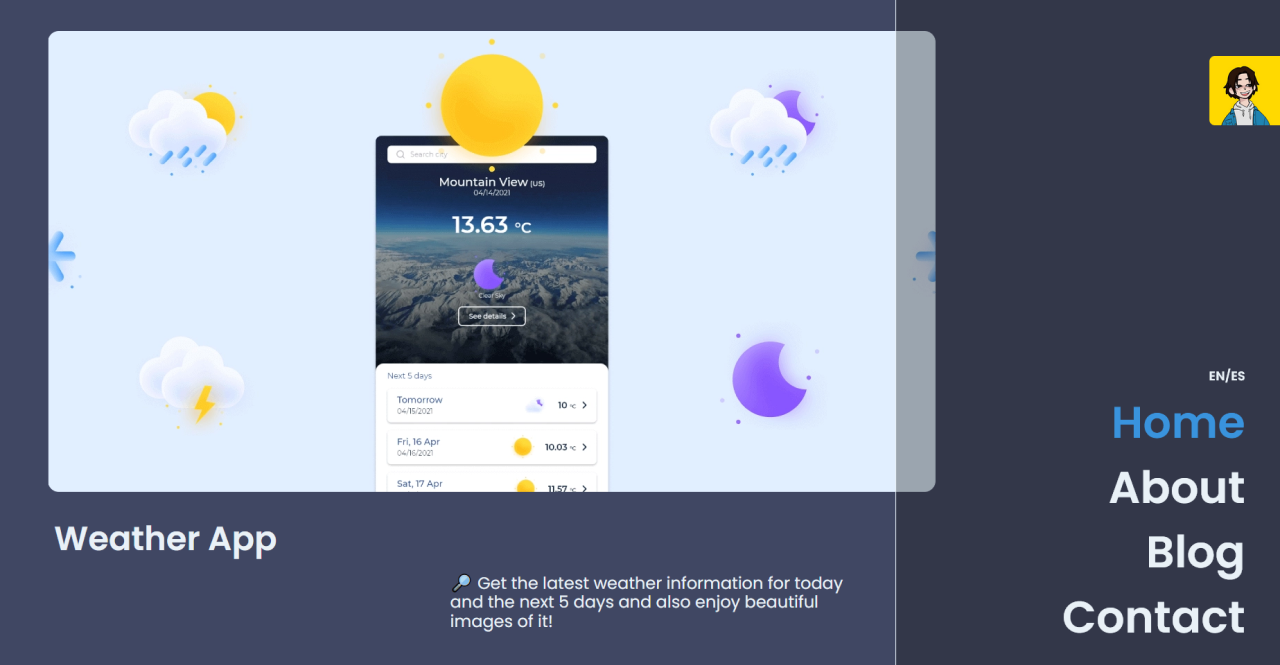 Search city
Mountain View (US)
04/14/2021
13.63 °C
Clear Sky
See details
Next 5 days
Tomorrow
04/15/2021
10 °C
Fri, 16 Apr
04/16/2021
10.03 °C
Sat, 17 Apr
11.57 °C
Weather App
🔎 Get the latest weather information for today
and the next 5 days and also enjoy beautiful
images of it!
EN/ES
Home
About
Blog
Contact